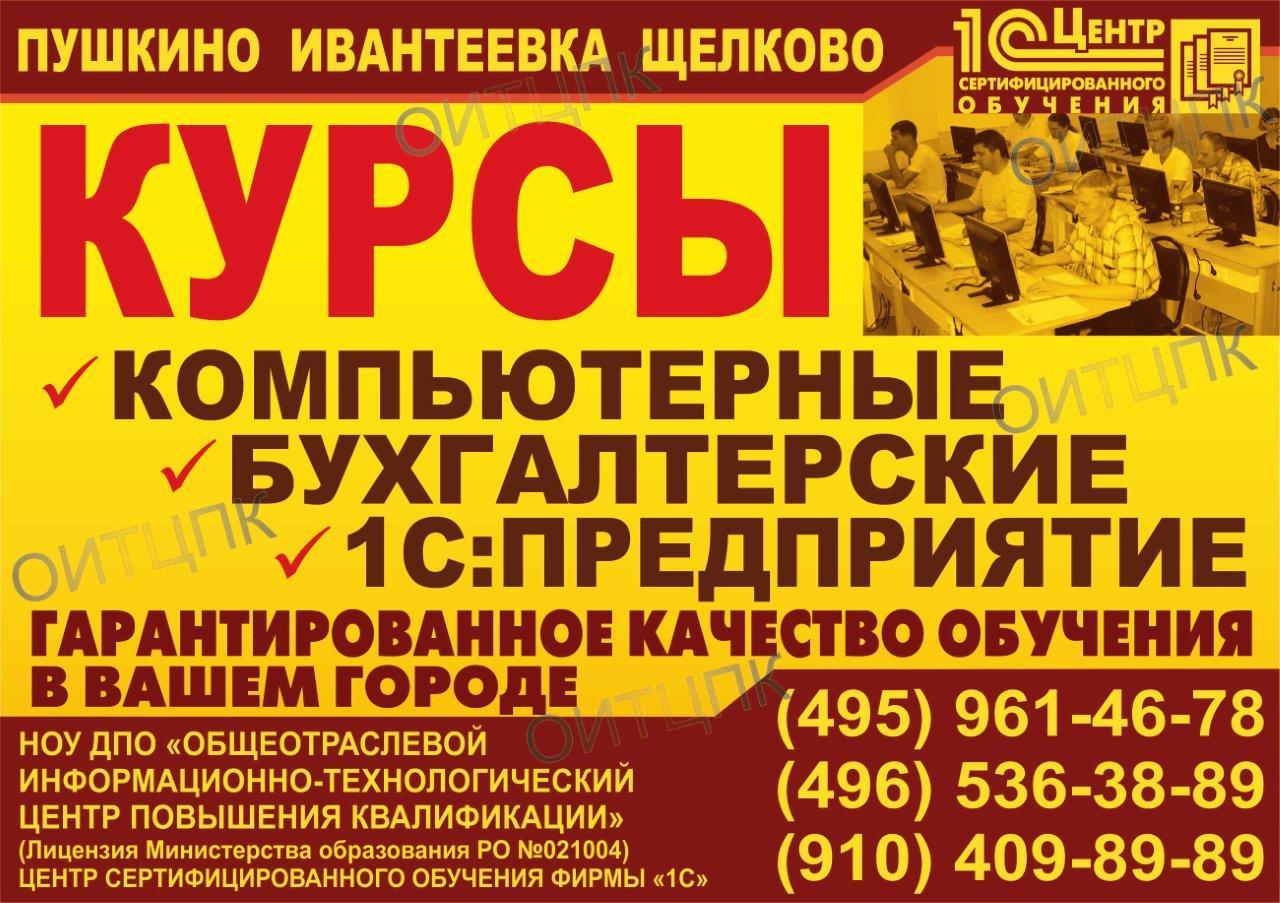 ПУШКИНО ИВАНТЕЕВКА ЩЕЛКОВО
1С ЦЕНТР
СЕРТИФИЦИРОВАННОГО
ОБУЧЕНИЯ
КУРСЫ
КОМПЬЮТЕРНЫЕ
БУХГАЛТЕРСКИЕ
1С:ПРЕДПРИЯТИЕ
ГАРАНТИРОВАННОЕ КАЧЕСТВО ОБУЧЕНИЯ
В ВАШЕМ ГОРОДЕ
НОУ ДПО «ОБЩЕОТРАСЛЕВОЙ
ИНФОРМАЦИОННО-ТЕХНОЛОГИЧЕСКИЙ
ЦЕНТР ПОВЫШЕНИЯ КВАЛИФИКАЦИИ»
(Лицензия Министерства образования РО №021004)
ЦЕНТР СЕРТИФИЦИРОВАННОГО ОБУЧЕНИЯ ФИРМЫ «1С»
(495) 961-46-78
(496) 536-38-89
(910) 409-89-89
ОИТЦПК
ОИТЦПК
ОИТЦПК
ОИТЦПК
ОИТЦПК